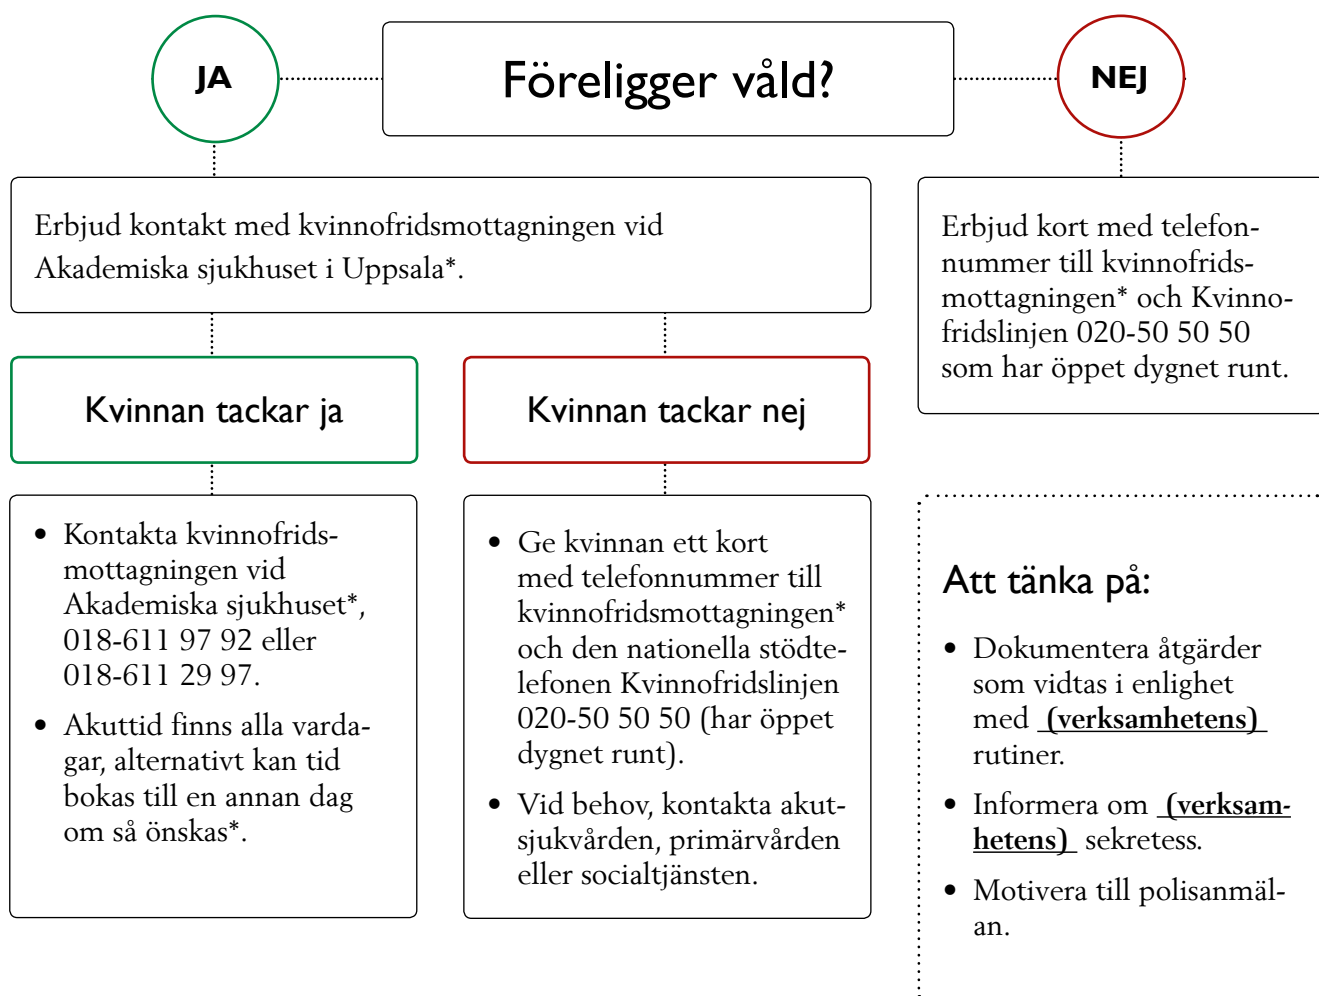 JA
Föreligger våld?
NEJ
Erbjud kontakt med kvinnofridsmottagningen vid
Akademiska sjukhuset i Uppsala*.
Erbjud kort med telefon-
nummer till kvinnofrids-
mottagningen* och Kvinno-
fridslinjen 020-50 50 50
som har öppet dygnet runt.
Kvinnan tackar ja
Kvinnan tackar nej
• Kontakta kvinnofrids-
mottagningen vid
Akademiska sjukhuset*,
018-611 97 92 eller
018-611 29 97.
• Akuttid finns alla varda-
gar, alternativt kan tid
bokas till en annan dag
om så önskas*.
• Ge kvinnan ett kort
med telefonnummer till
kvinnofridsmottagningen*
och den nationella stödte-
lefonen Kvinnofridslinjen
020-50 50 50 (har öppet
dygnet runt).
• Vid behov, kontakta akut-
sjukvården, primärvården
eller socialtjänsten.
Att tänka på:
• Dokumentera åtgärder
som vidtas i enlighet
med (verksamhetens)
rutiner.
• Informera om (verksam-
hetens) sekretess.
• Motivera till polisanmäl-
an.